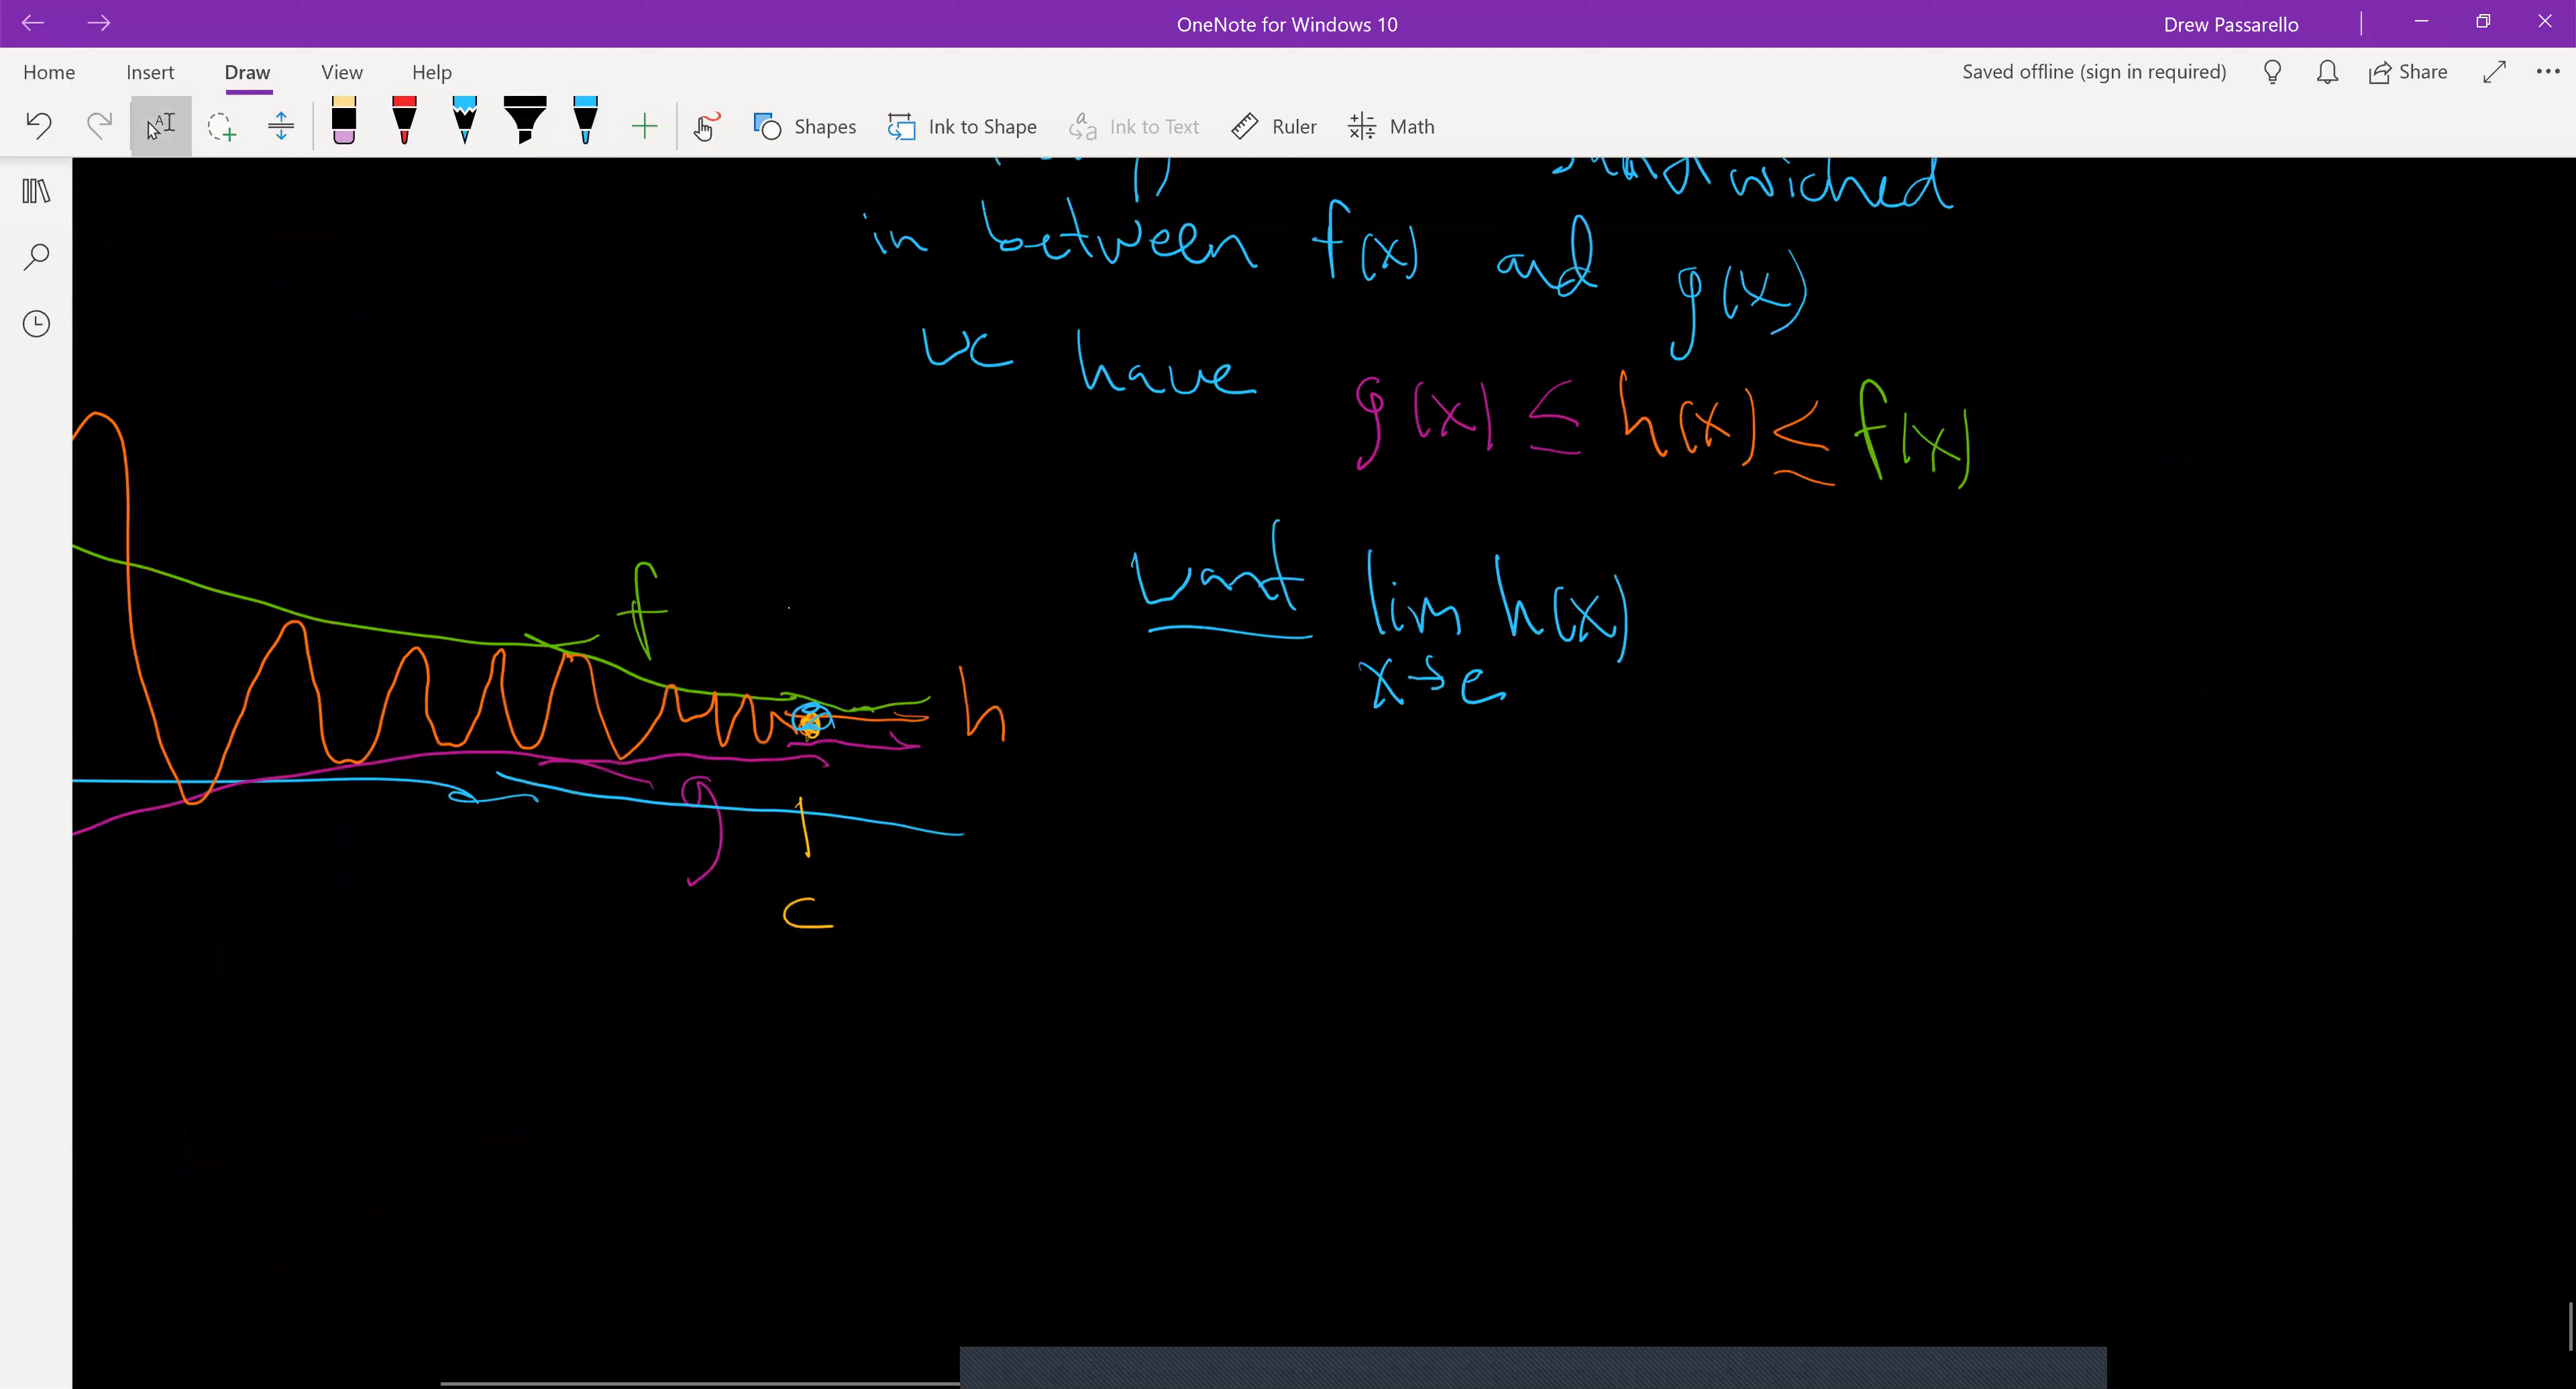 OneNote for Windows 10
Drew Passarello
Home Insert Draw View Help
Saved offline (sign in required) Share
Shapes Ink to Shape Ink to Text Ruler Math
in between f(x) and g(x)
we have g(x) ≤ h(x) ≤ f(x)
want lim h(x)
x→c
f
h
g
c